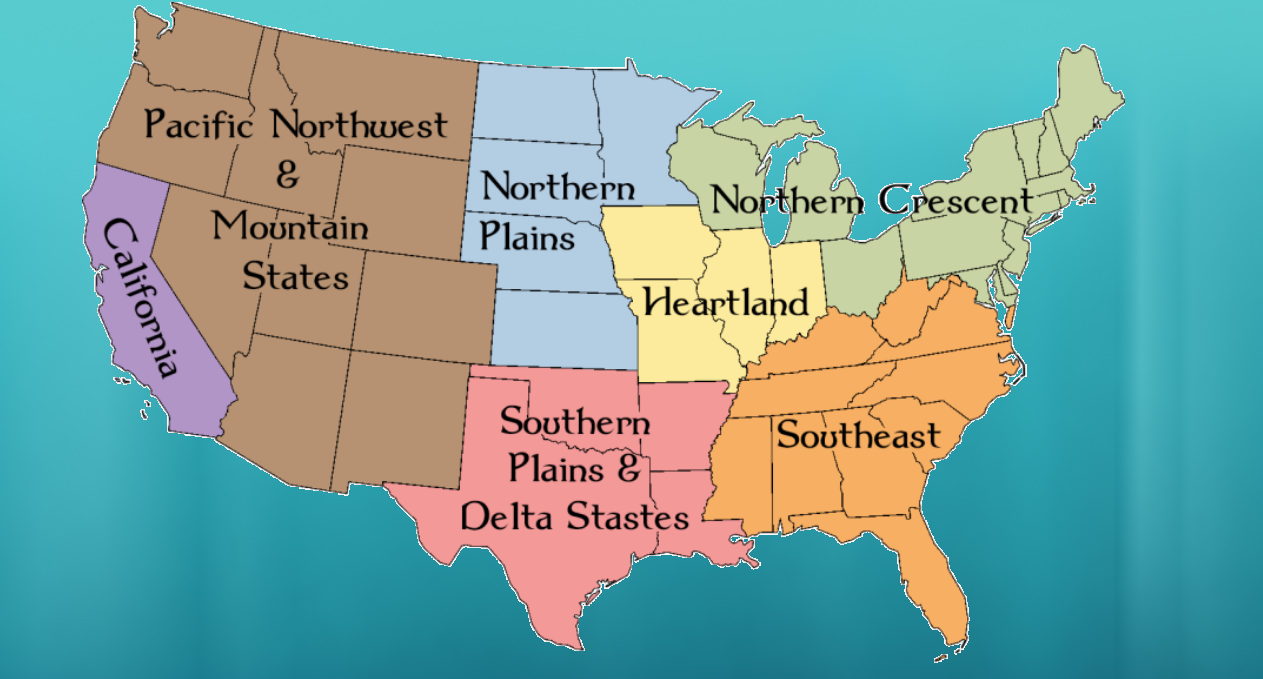 Pacific Northwest
&
Mountain
States
California
Northern
Plains
Heartland
Northern Crescent
Southern
Plains &
Delta Stastes
Southeast